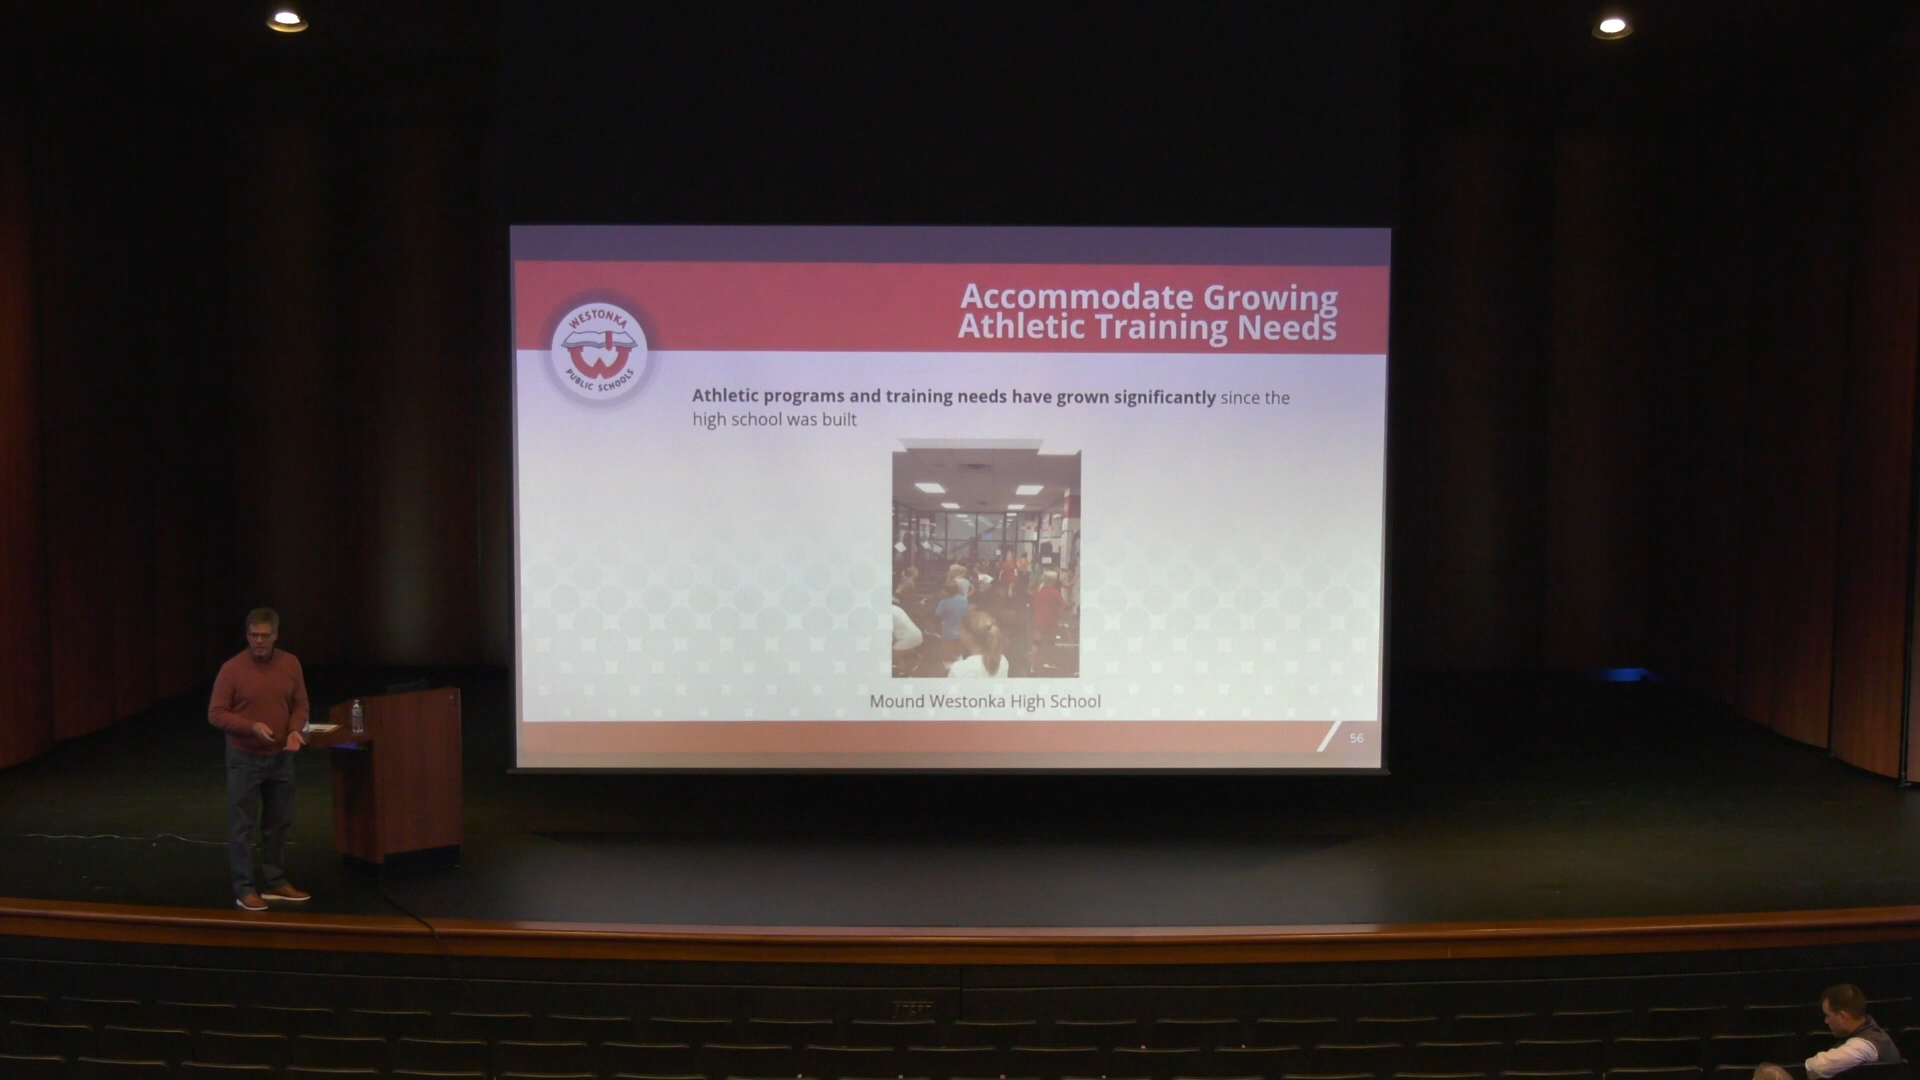 Accommodate Growing
Athletic Training Needs
WESTONKA
PUBLIC SCHOOLS
Athletic programs and training needs have grown significantly since the
high school was built
Mound Westonka High School
56